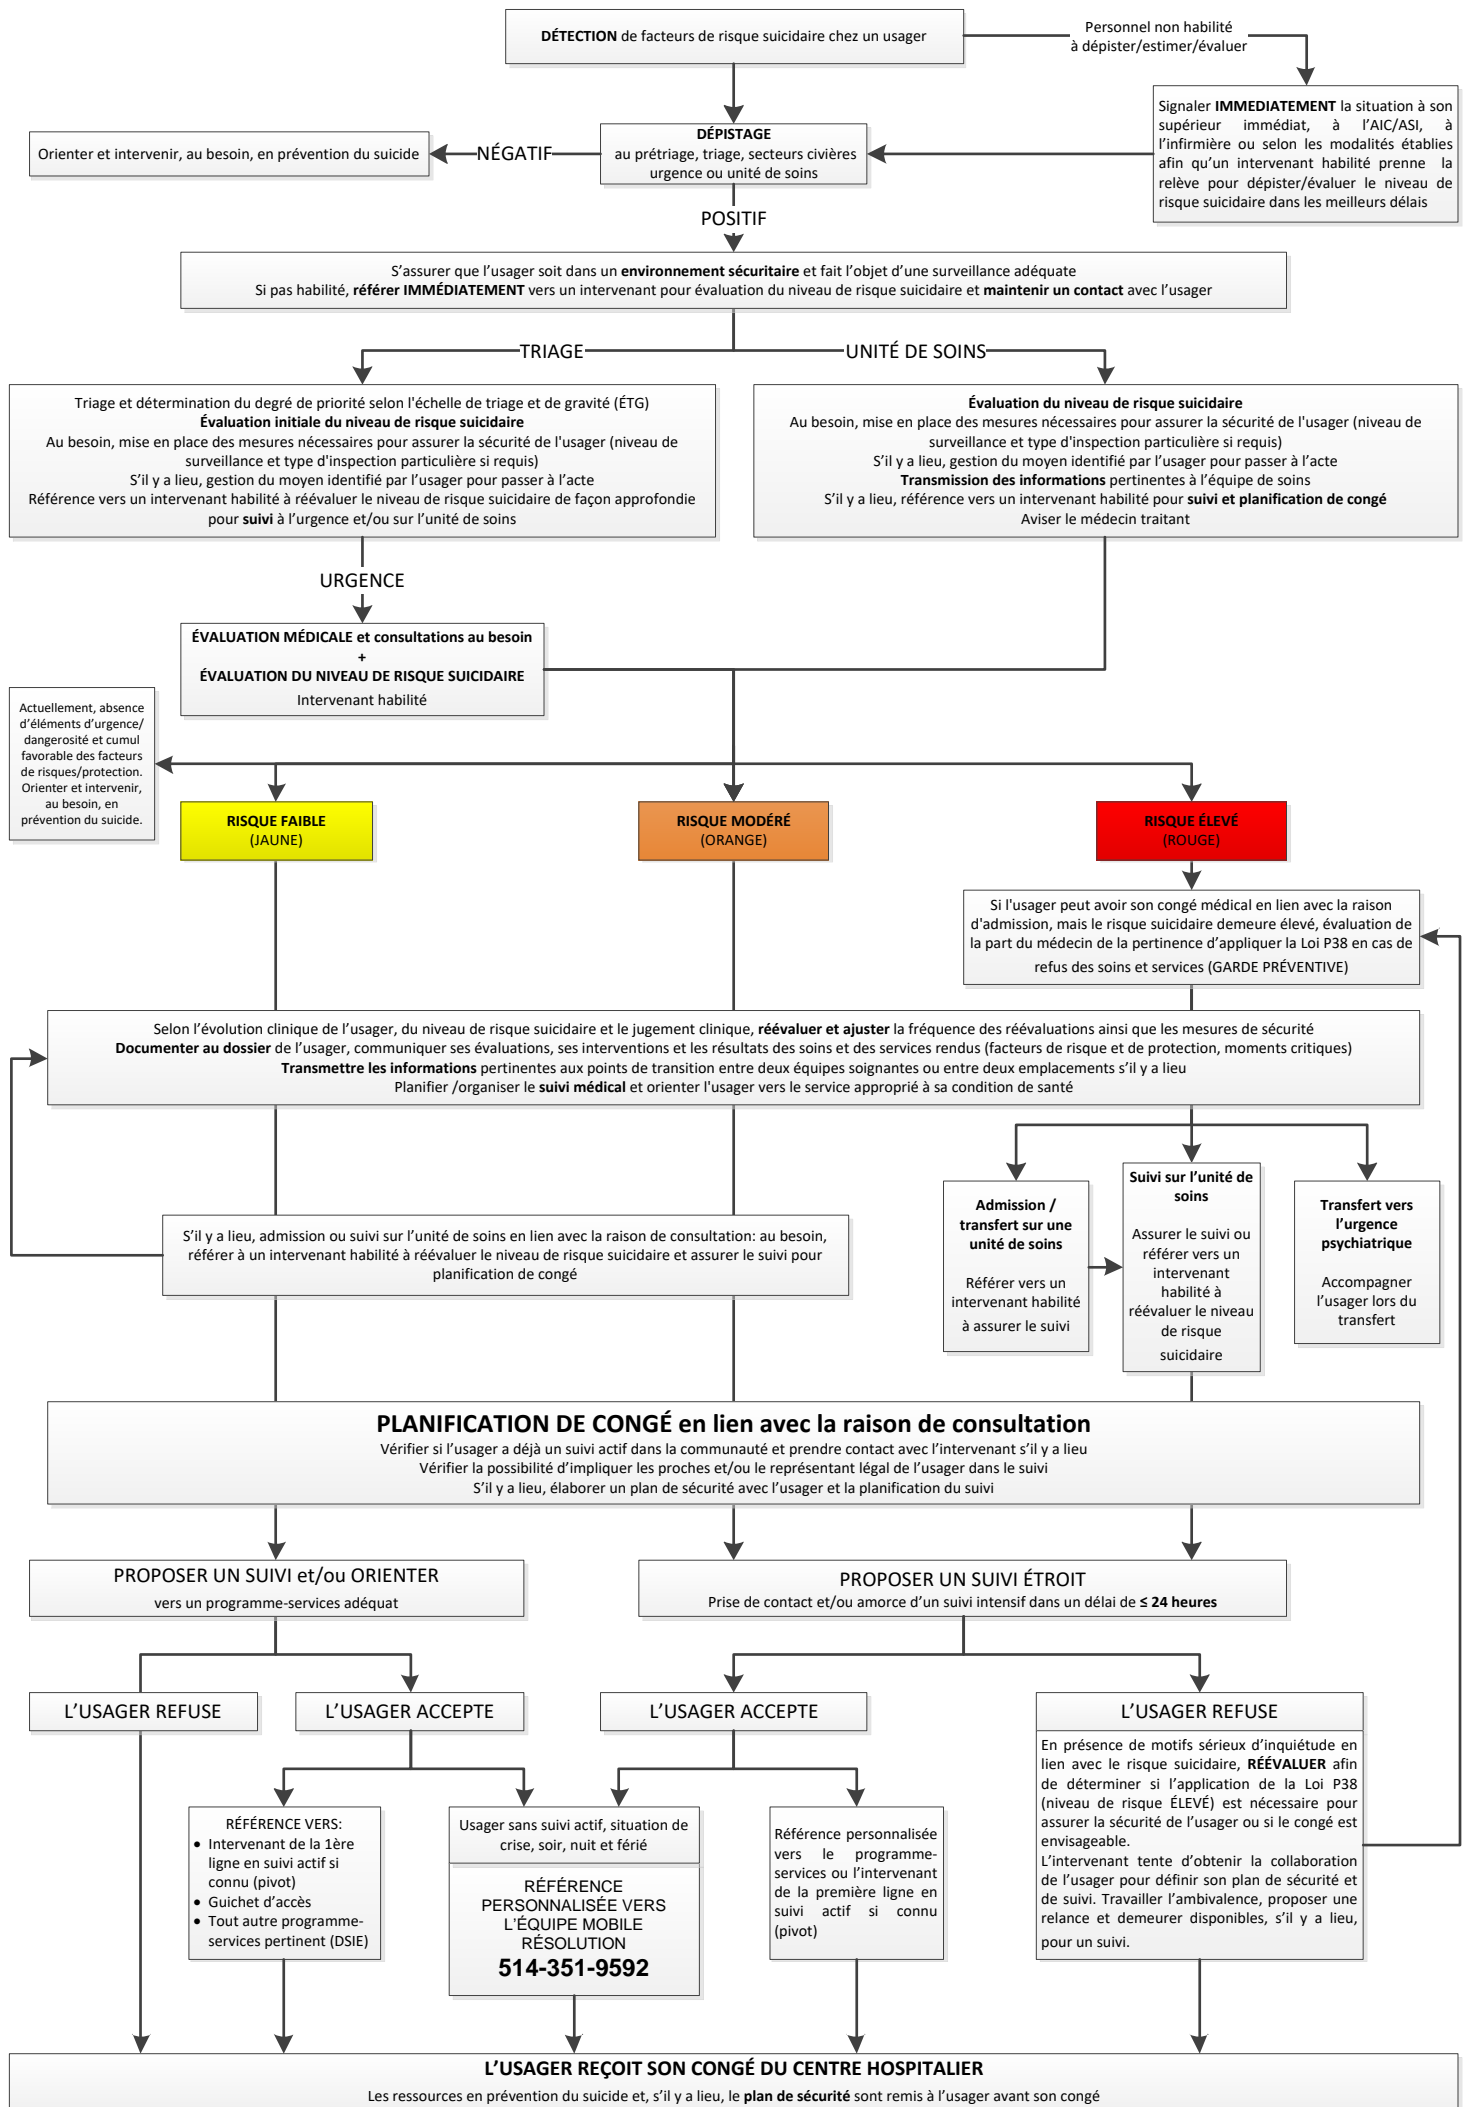 DÉTECTION de facteurs de risque suicidaire chez un usager
Personnel non habilité
à dépister/estimer/évaluer
Signaler IMMEDIATEMENT la situation à son
supérieur immédiat, à l'AIC/ASI, à
l'infirmière ou selon les modalités établies
afin qu'un intervenant habilité prenne la
relève pour dépister/évaluer le niveau de
risque suicidaire dans les meilleurs délais
DÉPISTAGE
au prétriage, triage, secteurs civières
urgence ou unité de soins
NÉGATIF
Orienter et intervenir, au besoin, en prévention du suicide
POSITIF
S'assurer que l'usager soit dans un environnement sécuritaire et fait l'objet d'une surveillance adéquate
Si pas habilité, référer IMMÉDIATEMENT vers un intervenant pour évaluation du niveau de risque suicidaire et maintenir un contact avec l'usager
TRIAGE
UNITÉ DE SOINS
Triage et détermination du degré de priorité selon l'échelle de triage et de gravité (ÉTG)
Évaluation initiale du niveau de risque suicidaire
Au besoin, mise en place des mesures nécessaires pour assurer la sécurité de l'usager (niveau de
surveillance et type d'inspection particulière si requis)
S'il y a lieu, gestion du moyen identifié par l'usager pour passer à l'acte
Référence vers un intervenant habilité à réévaluer le niveau de risque suicidaire de façon approfondie
pour suivi à l'urgence et/ou sur l'unité de soins
Évaluation du niveau de risque suicidaire
Au besoin, mise en place des mesures nécessaires pour assurer la sécurité de l'usager (niveau de
surveillance et type d'inspection particulière si requis)
S'il y a lieu, gestion du moyen identifié par l'usager pour passer à l'acte
Transmission des informations pertinentes à l'équipe de soins
S'il y a lieu, référence vers un intervenant habilité pour suivi et planification de congé
Aviser le médecin traitant
URGENCE
ÉVALUATION MÉDICALE et consultations au besoin
+
ÉVALUATION DU NIVEAU DE RISQUE SUICIDAIRE
Intervenant habilité
Actuellement, absence
d'éléments d'urgence/
dangerosité et cumul
favorable des facteurs
de risques/protection.
Orienter et intervenir,
au besoin, en
prévention du suicide.
RISQUE FAIBLE
(JAUNE)
RISQUE MODÉRÉ
(ORANGE)
RISQUE ÉLEVÉ
(ROUGE)
Si l'usager peut avoir son congé médical en lien avec la raison
d'admission, mais le risque suicidaire demeure élevé, évaluation de
la part du médecin de la pertinence d'appliquer la Loi P38 en cas de
refus des soins et services (GARDE PRÉVENTIVE)
Selon l'évolution clinique de l'usager, du niveau de risque suicidaire et le jugement clinique, réévaluer et ajuster la fréquence des réévaluations ainsi que les mesures de sécurité
Documenter au dossier de l'usager, communiquer ses évaluations, ses interventions et les résultats des soins et des services rendus (facteurs de risque et de protection, moments critiques)
Transmettre les informations pertinentes aux points de transition entre deux équipes soignantes ou entre deux emplacements s'il y a lieu
Planifier /organiser le suivi médical et orienter l'usager vers le service approprié à sa condition de santé
S'il y a lieu, admission ou suivi sur l'unité de soins en lien avec la raison de consultation: au besoin,
référer à un intervenant habilité à réévaluer le niveau de risque suicidaire et assurer le suivi pour
planification de congé
Admission /
transfert sur une
unité de soins
Référer vers un
intervenant habilité
à assurer le suivi
Suivi sur l'unité de
soins
Assurer le suivi ou
référer vers un
intervenant
habilité à
réévaluer le niveau
de risque
suicidaire
Transfert vers
l'urgence
psychiatrique
Accompagner
l'usager lors du
transfert
PLANIFICATION DE CONGÉ en lien avec la raison de consultation
Vérifier si l'usager a déjà un suivi actif dans la communauté et prendre contact avec l'intervenant s'il y a lieu
Vérifier la possibilité d'impliquer les proches et/ou le représentant légal de l'usager dans le suivi
S'il y a lieu, élaborer un plan de sécurité avec l'usager et la planification du suivi
PROPOSER UN SUIVI et/ou ORIENTER
vers un programme-services adéquat
PROPOSER UN SUIVI ÉTROIT
Prise de contact et/ou amorce d'un suivi intensif dans un délai de ≤ 24 heures
L'USAGER REFUSE
L'USAGER ACCEPTE
L'USAGER ACCEPTE
L'USAGER REFUSE
En présence de motifs sérieux d'inquiétude en
lien avec le risque suicidaire, RÉÉVALUER afin
de déterminer si l'application de la Loi P38
(niveau de risque ÉLEVÉ) est nécessaire pour
assurer la sécurité de l'usager ou si le congé est
envisageable.
L'intervenant tente d'obtenir la collaboration
de l'usager pour définir son plan de sécurité et
de suivi. Travailler l'ambivalence, proposer une
relance et demeurer disponibles, s'il y a lieu,
pour un suivi.
RÉFÉRENCE VERS:
• Intervenant de la 1ère
ligne en suivi actif si
connu (pivot)
• Guichet d'accès
• Tout autre programme-
services pertinent (DSIE)
Usager sans suivi actif, situation de
crise, soir, nuit et férié
RÉFÉRENCE
PERSONNALISÉE VERS
L'ÉQUIPE MOBILE
RÉSOLUTION
514-351-9592
Référence personnalisée
vers le programme-
services ou l'intervenant
de la première ligne en
suivi actif si connu
(pivot)
L'USAGER REÇOIT SON CONGÉ DU CENTRE HOSPITALIER
Les ressources en prévention du suicide et, s'il y a lieu, le plan de sécurité sont remis à l'usager avant son congé